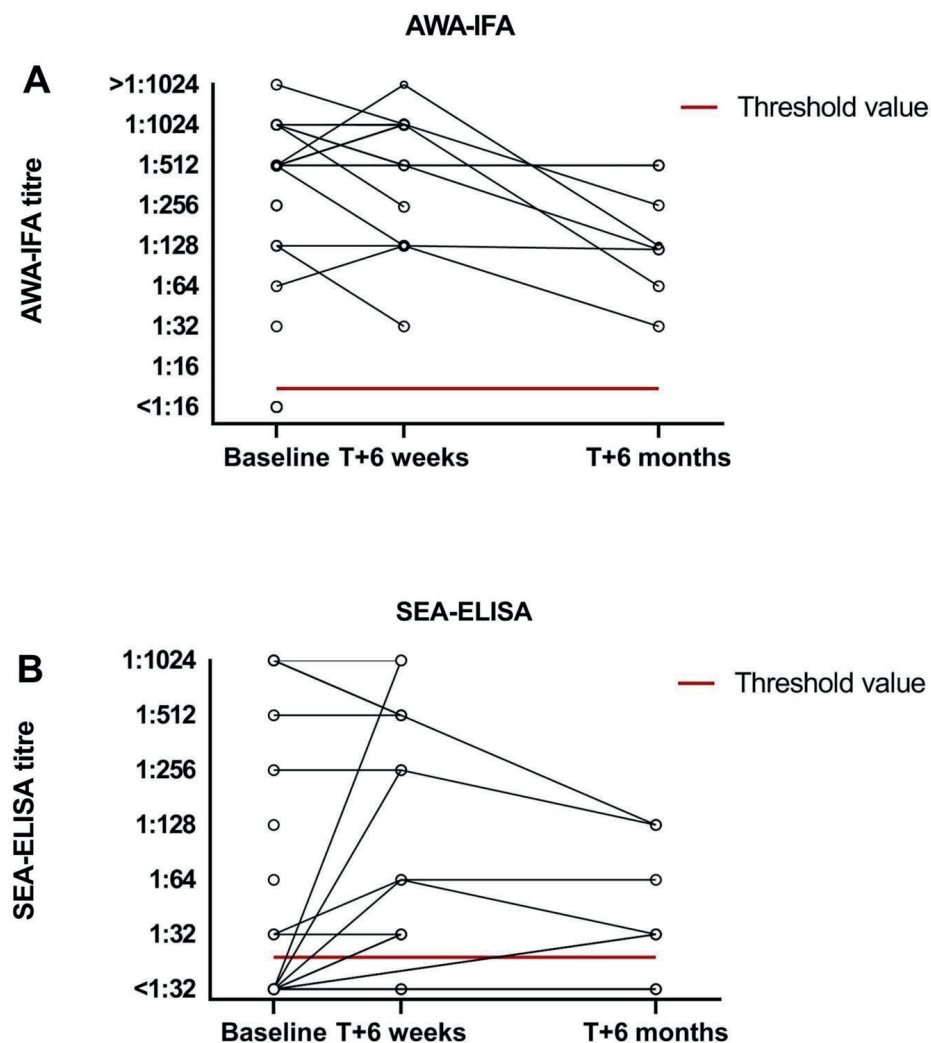 AWA-IFA
A
AWA-IFA titre
>1:1024
1:1024
1:512
1:256
1:128
1:64
1:32
1:16
<1:16
Baseline T+6 weeks T+6 months
Threshold value
SEA-ELISA
B
SEA-ELISA titre
1:1024
1:512
1:256
1:128
1:64
1:32
<1:32
Baseline T+6 weeks T+6 months
Threshold value